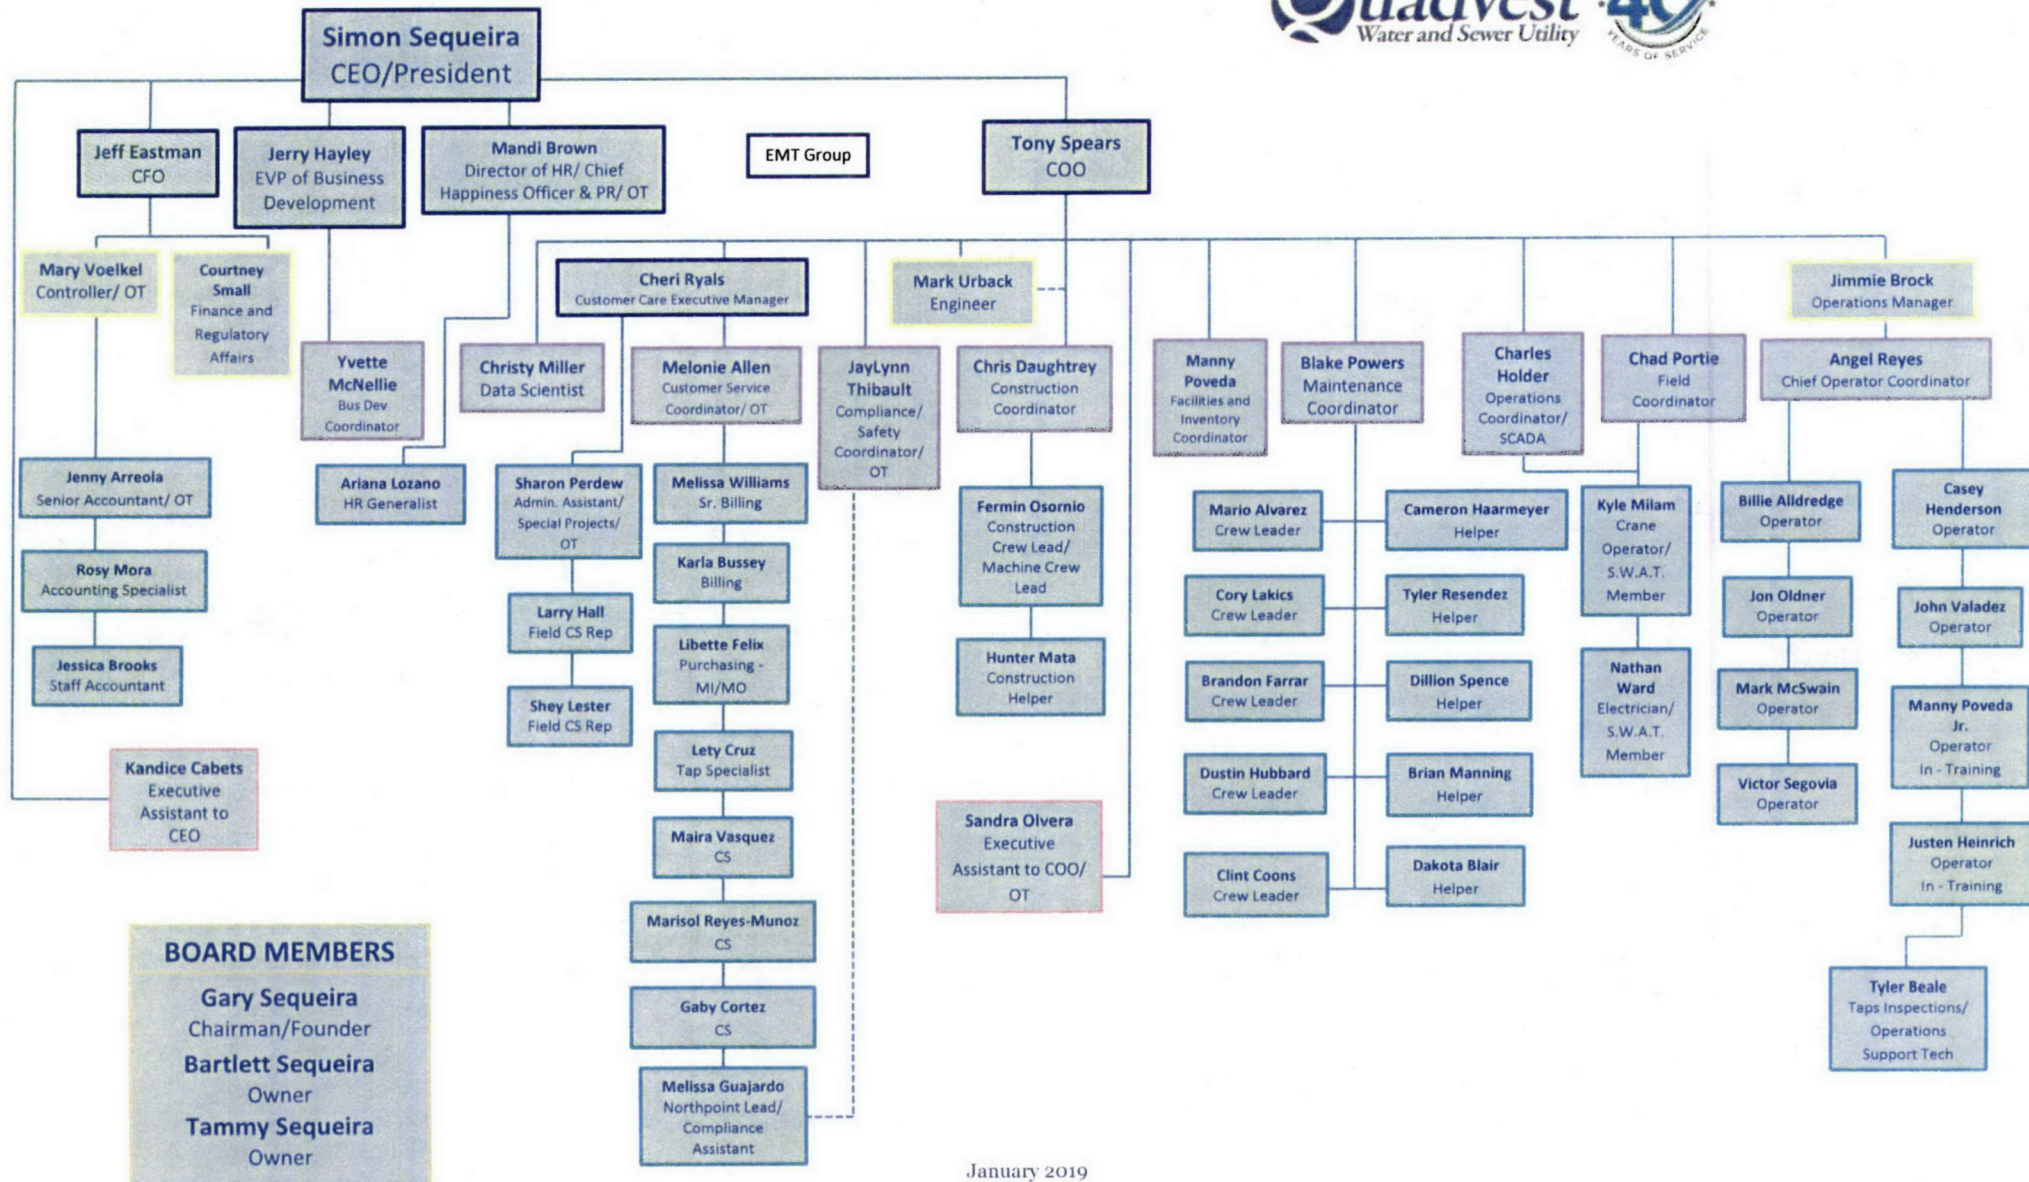 Quadvest
Water and Sewer Utility
40
YEARS OF SERVICE
Simon Sequeira
CEO/President
Jeff Eastman
CFO
Jerry Hayley
EVP of Business
Development
Mandi Brown
Director of HR/ Chief
Happiness Officer & PR/ OT
EMT Group
Tony Spears
COO
Mary Voelkel
Controller/ OT
Courtney
Small
Finance and
Regulatory
Affairs
Cheri Ryals
Customer Care Executive Manager
Mark Urback
Engineer
Jimmie Brock
Operations Manager
Yvette
McNellie
Bus Dev
Coordinator
Christy Miller
Data Scientist
Melonie Allen
Customer Service
Coordinator/ OT
JayLynn
Thibault
Compliance/
Safety
Coordinator/
OT
Chris Daughtrey
Construction
Coordinator
Manny
Poveda
Facilities and
Inventory
Coordinator
Blake Powers
Maintenance
Coordinator
Charles
Holder
Operations
Coordinator/
SCADA
Chad Portie
Field
Coordinator
Angel Reyes
Chief Operator Coordinator
Jenny Arreola
Senior Accountant/ OT
Rosy Mora
Accounting Specialist
Jessica Brooks
Staff Accountant
Kandice Cabets
Executive
Assistant to
CEO
Ariana Lozano
HR Generalist
Sharon Perdew
Admin. Assistant/
Special Projects/
OT
Larry Hall
Field CS Rep
Shey Lester
Field CS Rep
Melissa Williams
Sr. Billing
Karla Bussey
Billing
Libette Felix
Purchasing -
MI/MO
Lety Cruz
Tap Specialist
Maira Vasquez
CS
Marisol Reyes-Munoz
CS
Gaby Cortez
CS
Melissa Guajardo
Northpoint Lead/
Compliance
Assistant
Fermin Osornio
Construction
Crew Lead/
Machine Crew
Lead
Hunter Mata
Construction
Helper
Sandra Olvera
Executive
Assistant to COO/
OT
Mario Alvarez
Crew Leader
Cameron Haarmeyer
Helper
Cory Lakics
Crew Leader
Tyler Resendez
Helper
Brandon Farrar
Crew Leader
Dillion Spence
Helper
Dustin Hubbard
Crew Leader
Brian Manning
Helper
Clint Coons
Crew Leader
Dakota Blair
Helper
Kyle Milam
Crane
Operator/
S.W.A.T.
Member
Nathan
Ward
Electrician/
S.W.A.T.
Member
Billie Alldredge
Operator
Jon Oldner
Operator
Mark McSwain
Operator
Victor Segovia
Operator
Casey
Henderson
Operator
John Valadez
Operator
Manny Poveda
Jr.
Operator
In - Training
Justen Heinrich
Operator
In - Training
Tyler Beale
Taps Inspections/
Operations
Support Tech
BOARD MEMBERS
Gary Sequeira
Chairman/Founder
Bartlett Sequeira
Owner
Tammy Sequeira
Owner
January 2019